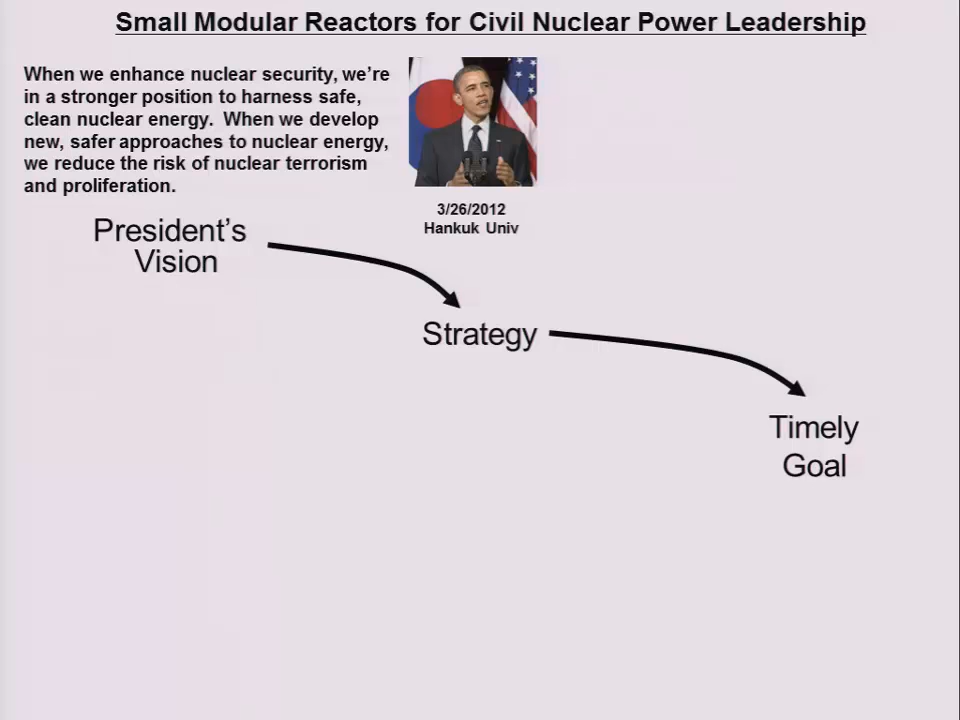 Small Modular Reactors for Civil Nuclear Power Leadership
When we enhance nuclear security, we're
in a stronger position to harness safe,
clean nuclear energy.  When we develop
new, safer approaches to nuclear energy,
we reduce the risk of nuclear terrorism
and proliferation.
3/26/2012
Hankuk Univ
President's
Vision
Strategy
Timely
Goal